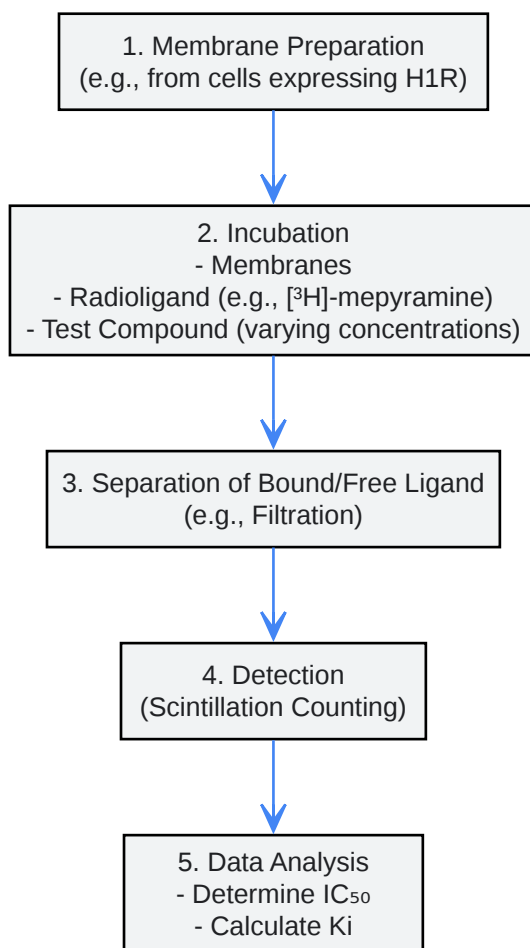 1. Membrane Preparation
(e.g., from cells expressing H1R)
2. Incubation
- Membranes
- Radioligand (e.g., [³H]-mepyramine)
- Test Compound (varying concentrations)
3. Separation of Bound/Free Ligand
(e.g., Filtration)
4. Detection
(Scintillation Counting)
5. Data Analysis
- Determine IC₅₀
- Calculate Ki